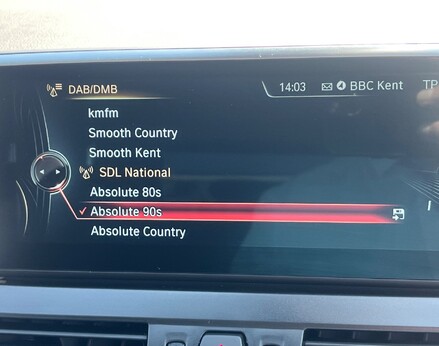 DAB/DMB 14:03 BBC Kent TP
kmfm
Smooth Country
Smooth Kent
SDL National
Absolute 80s
Absolute 90s
Absolute Country